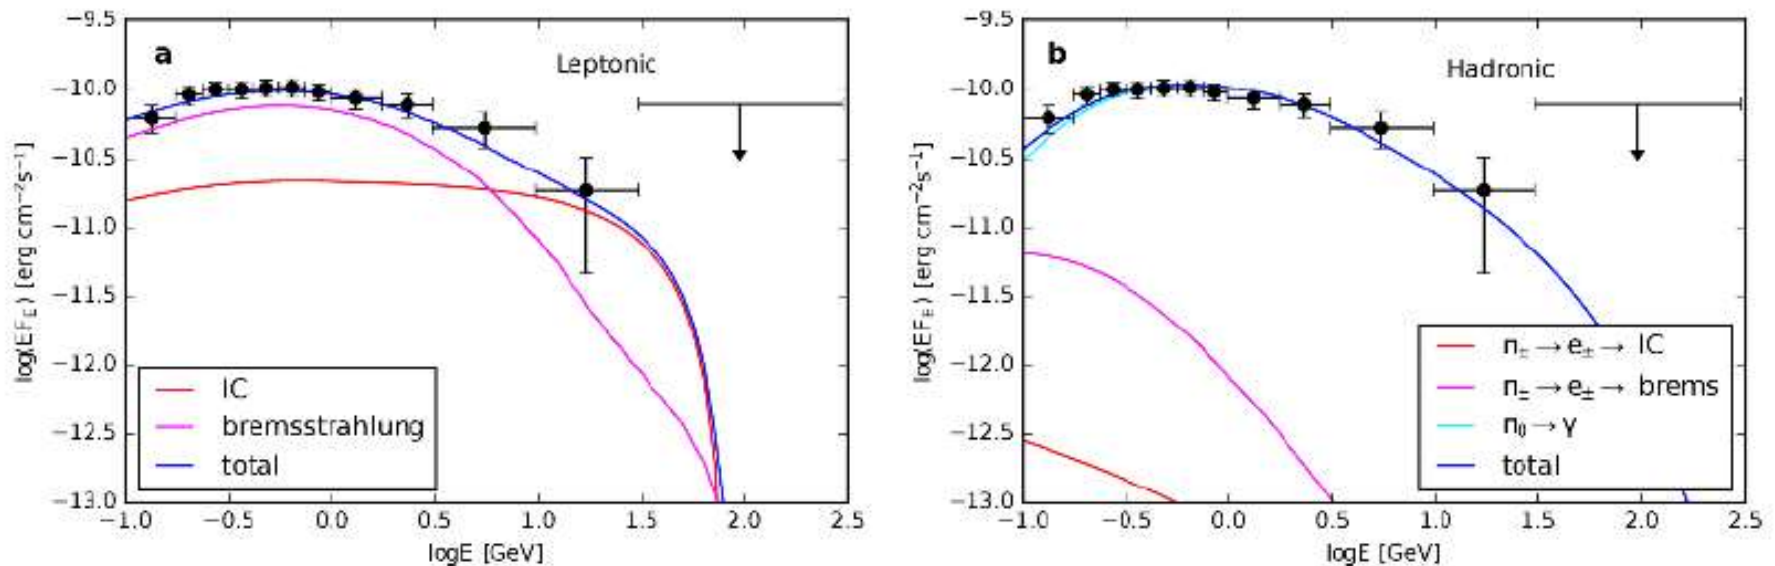 a
Leptonic
log(EF_E) [erg cm⁻²s⁻¹]
−9.5
−10.0
−10.5
−11.0
−11.5
−12.0
−12.5
−13.0
IC
bremsstrahlung
total
−1.0 −0.5 0.0 0.5 1.0 1.5 2.0 2.5
logE [GeV]
b
Hadronic
log(EF_E) [erg cm⁻²s⁻¹]
−9.5
−10.0
−10.5
−11.0
−11.5
−12.0
−12.5
−13.0
π± → e± → IC
π± → e± → brems
π₀ → γ
total
−1.0 −0.5 0.0 0.5 1.0 1.5 2.0 2.5
logE [GeV]